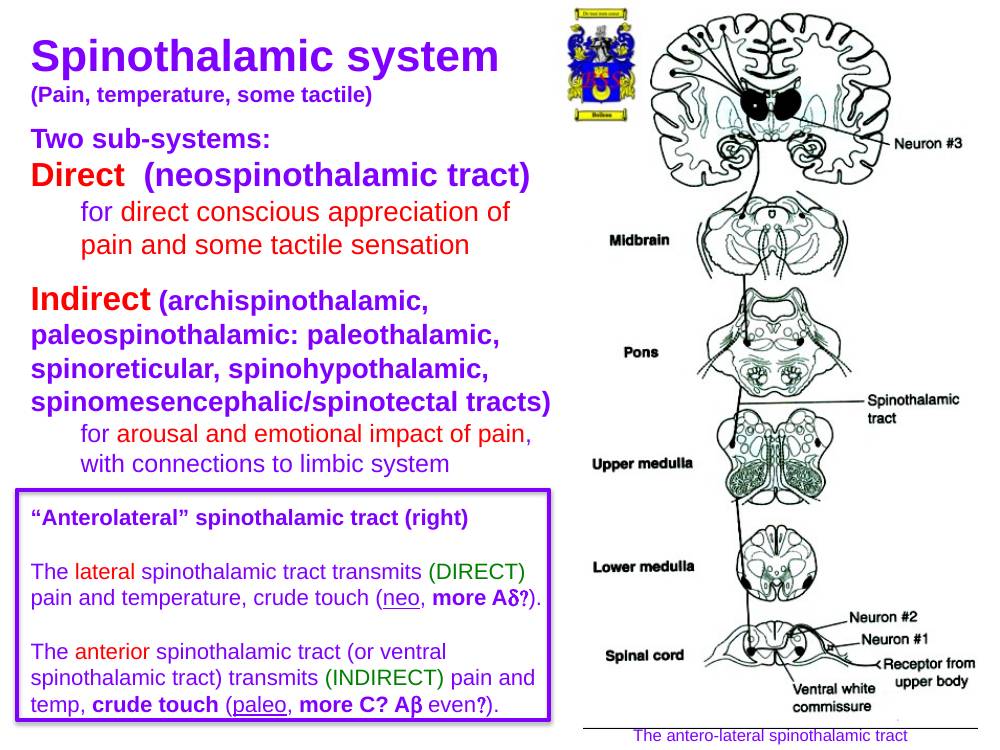 Spinothalamic system
(Pain, temperature, some tactile)
Two sub-systems:
Direct (neospinothalamic tract)
for direct conscious appreciation of
pain and some tactile sensation
Indirect (archispinothalamic,
paleospinothalamic: paleothalamic,
spinoreticular, spinohypothalamic,
spinomesencephalic/spinotectal tracts)
for arousal and emotional impact of pain,
with connections to limbic system
“Anterolateral” spinothalamic tract (right)
The lateral spinothalamic tract transmits (DIRECT)
pain and temperature, crude touch (neo, more Aδ?).
The anterior spinothalamic tract (or ventral
spinothalamic tract) transmits (INDIRECT) pain and
temp, crude touch (paleo, more C? Aβ even?).
Neuron #3
Midbrain
Pons
Spinothalamic
tract
Upper medulla
Lower medulla
Neuron #2
Neuron #1
Spinal cord
Receptor from
upper body
Ventral white
commissure
The antero-lateral spinothalamic tract